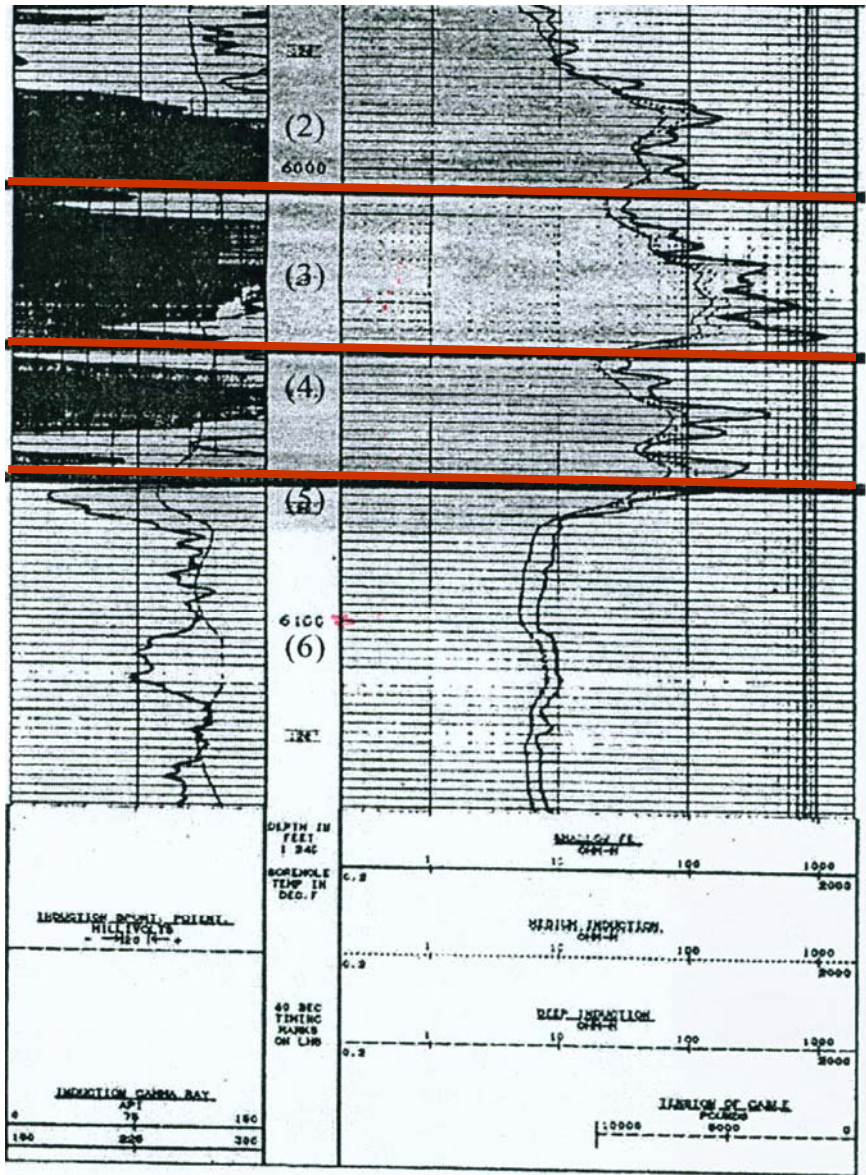 (2)
6000
(3)
(4)
(5)
6100
(6)
DEPTH IN
FEET
BOREHOLE
TEMP IN
DEG.F
SHALLOW FE.
OHM-M
1 10 100 1000
0.2 2000
INDUCTION SPONT. POTENT.
MILLIVOLTS
- 20 +
MEDIUM INDUCTION
OHM-M
1 10 100 1000
0.2 2000
60 SEC
TIMING
MARKS
ON LHS
DEEP INDUCTION
OHM-M
1 10 100 1000
0.2 2000
INDUCTION GAMMA RAY
API
0 75 150
150 225 300
TENSION OF CABLE
POUNDS
10000 5000 0